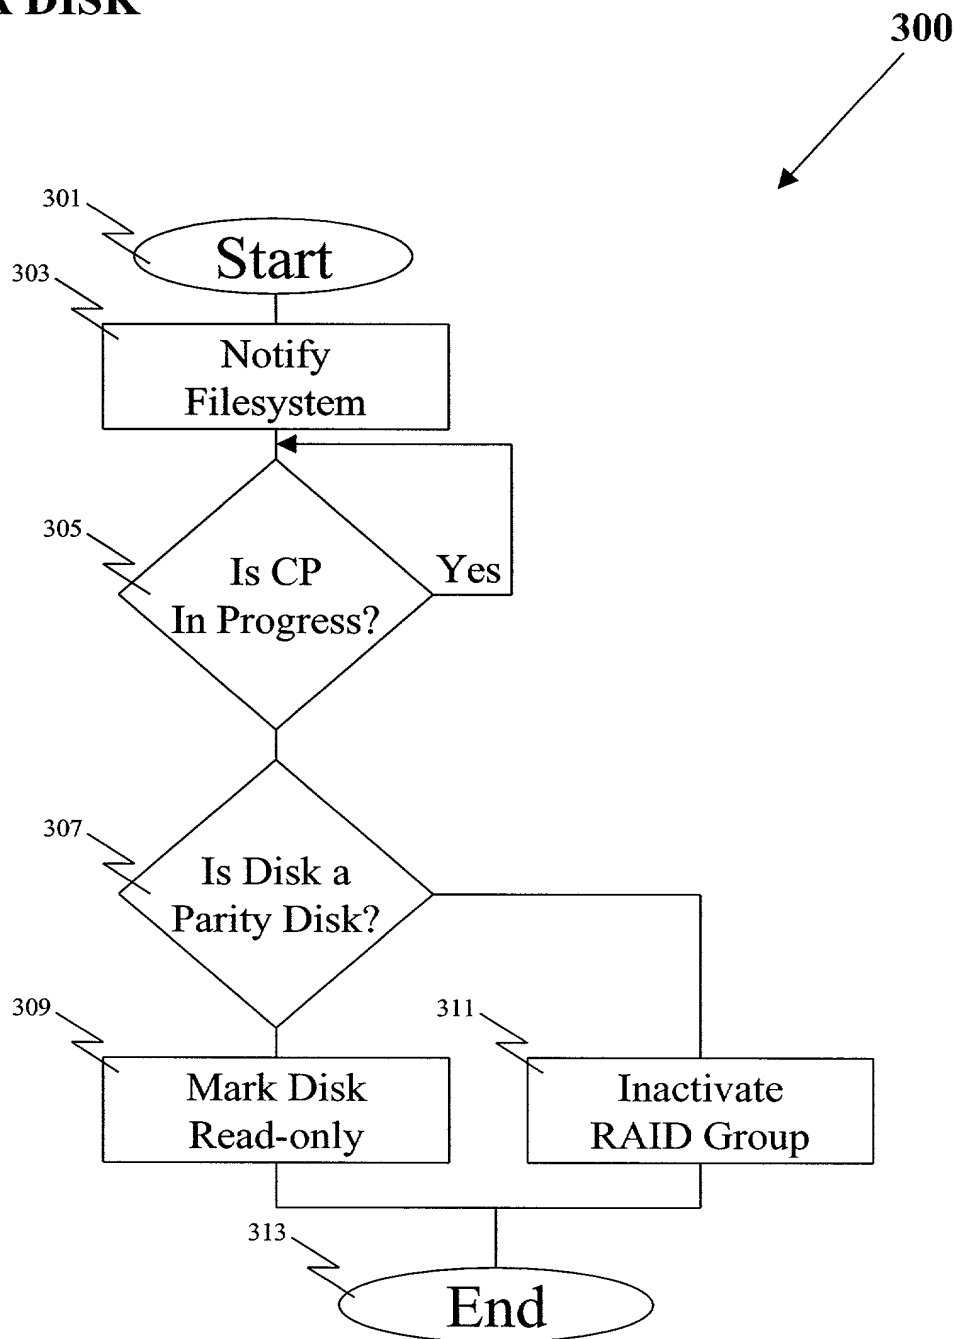 DISK
300
301
Start
303
Notify
Filesystem
305
Is CP
In Progress?
Yes
307
Is Disk a
Parity Disk?
309
Mark Disk
Read-only
311
Inactivate
RAID Group
313
End